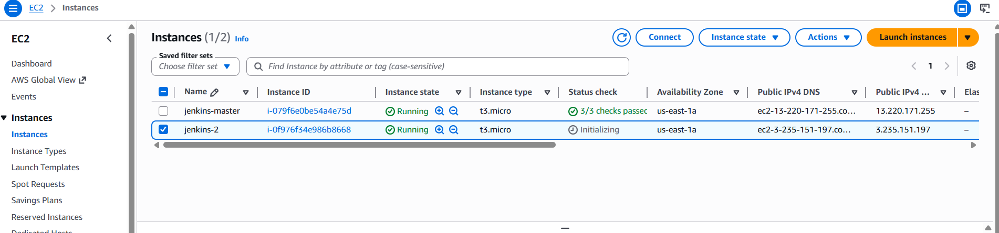 EC2 > Instances
EC2
Dashboard
AWS Global View
Events
Instances
Instances
Instance Types
Launch Templates
Spot Requests
Savings Plans
Reserved Instances
Dedicated Hosts
Instances (1/2) Info
Connect
Instance state
Actions
Launch instances
Saved filter sets
Choose filter set
Find Instance by attribute or tag (case-sensitive)
1
Name Instance ID Instance state Instance type Status check Availability Zone Public IPv4 DNS Public IPv4 ... Elas
jenkins-master i-079f6e0be54a4e75d Running t3.micro 3/3 checks passec us-east-1a ec2-13-220-171-255.co... 13.220.171.255 –
jenkins-2 i-0f976f34e986b8668 Running t3.micro Initializing us-east-1a ec2-3-235-151-197.co... 3.235.151.197 –